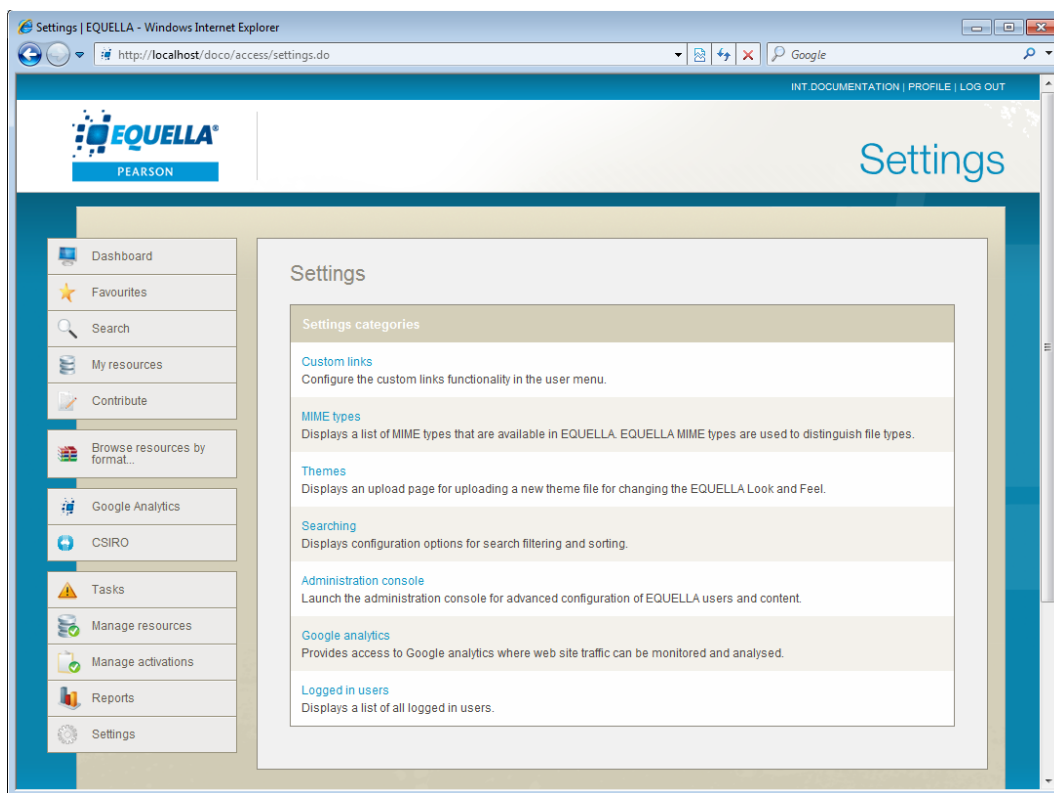 Settings | EQUELLA - Windows Internet Explorer
http://localhost/doco/access/settings.do
Google
INT.DOCUMENTATION | PROFILE | LOG OUT
EQUELLA®
PEARSON
Settings
Dashboard
Favourites
Search
My resources
Contribute
Browse resources by
format...
Google Analytics
CSIRO
Tasks
Manage resources
Manage activations
Reports
Settings
Settings
Settings categories
Custom links
Configure the custom links functionality in the user menu.
MIME types
Displays a list of MIME types that are available in EQUELLA. EQUELLA MIME types are used to distinguish file types.
Themes
Displays an upload page for uploading a new theme file for changing the EQUELLA Look and Feel.
Searching
Displays configuration options for search filtering and sorting.
Administration console
Launch the administration console for advanced configuration of EQUELLA users and content.
Google analytics
Provides access to Google analytics where web site traffic can be monitored and analysed.
Logged in users
Displays a list of all logged in users.